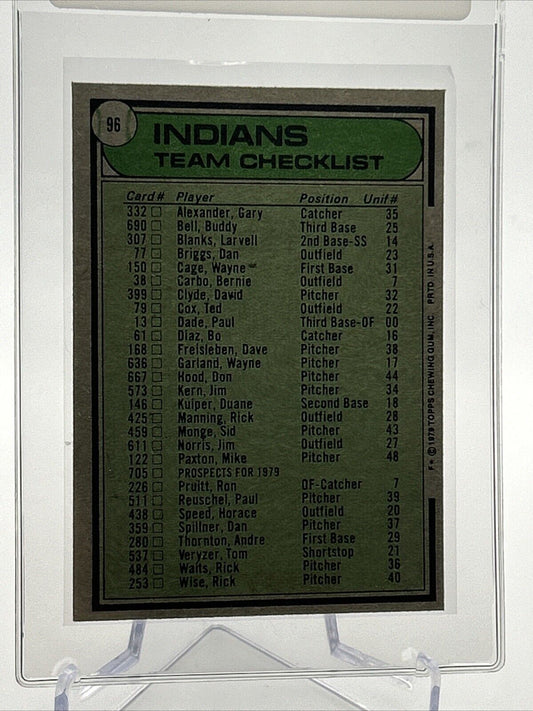 96
INDIANS
TEAM CHECKLIST
Card # Player Position Unif #
332 Alexander, Gary Catcher 35
690 Bell, Buddy Third Base 25
307 Blanks, Larvell 2nd Base-SS 14
77 Briggs, Dan Outfield 23
150 Cage, Wayne First Base 31
38 Carbo, Bernie Outfield 7
399 Clyde, David Pitcher 32
79 Cox, Ted Outfield 22
13 Dade, Paul Third Base-OF 00
61 Diaz, Bo Catcher 16
168 Freisleben, Dave Pitcher 38
636 Garland, Wayne Pitcher 17
667 Hood, Don Pitcher 44
573 Kern, Jim Pitcher 34
146 Kuiper, Duane Second Base 18
425 Manning, Rick Outfield 28
459 Monge, Sid Pitcher 43
611 Norris, Jim Outfield 27
122 Paxton, Mike Pitcher 48
705 PROSPECTS FOR 1979
226 Pruitt, Ron OF-Catcher 7
511 Reuschel, Paul Pitcher 39
438 Speed, Horace Outfield 20
359 Spillner, Dan Pitcher 37
280 Thornton, Andre First Base 29
537 Veryzer, Tom Shortstop 21
484 Waits, Rick Pitcher 36
253 Wise, Rick Pitcher 40
F* © 1979 TOPPS CHEWING GUM, INC. PRTD. IN U.S.A.